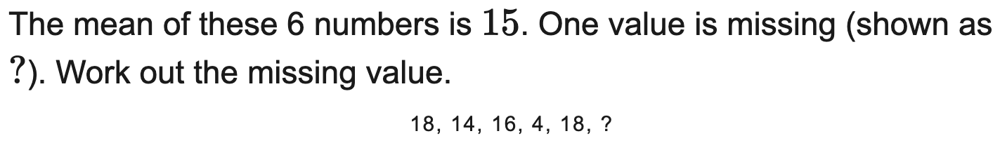 The mean of these 6 numbers is 15. One value is missing (shown as
?). Work out the missing value.
18, 14, 16, 4, 18, ?